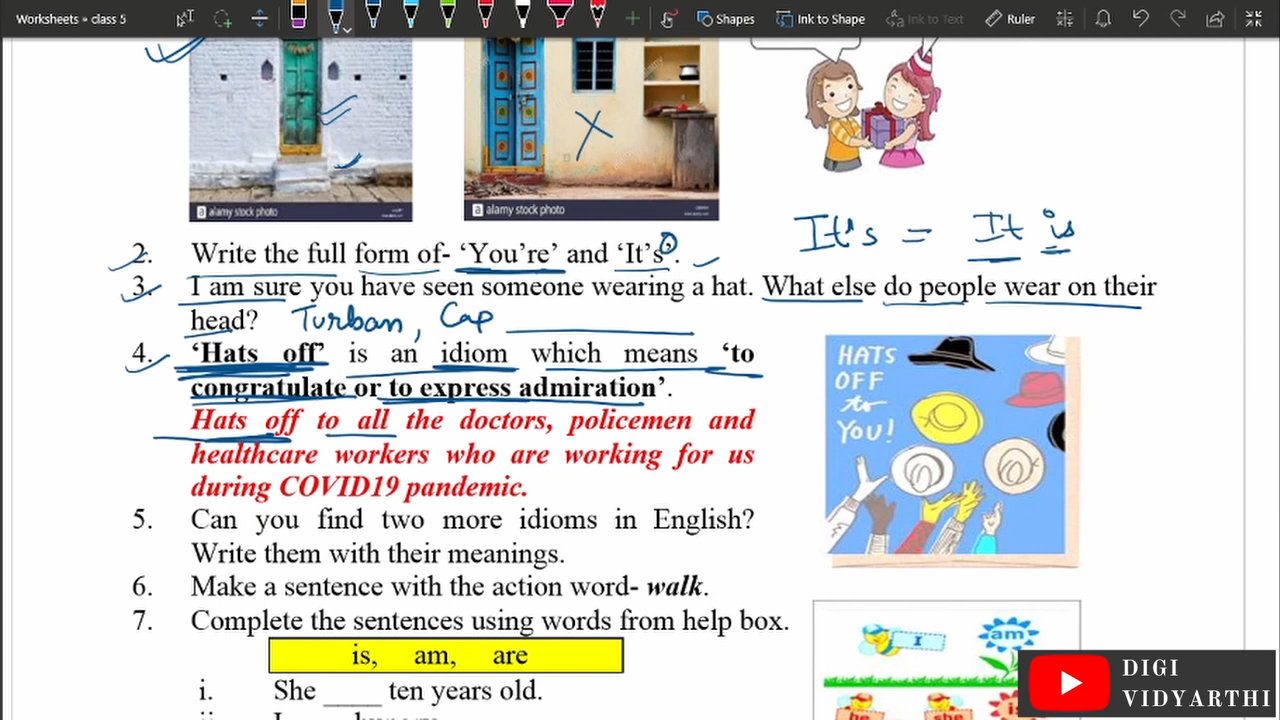 Worksheets » class 5
Shapes
Ink to Shape
Ink to Text
Ruler
a alamy stock photo
a alamy stock photo
It's = It is
2. Write the full form of- ‘You’re’ and ‘It’s’.
3. I am sure you have seen someone wearing a hat. What else do people wear on their
head? Turban, Cap
4. ‘Hats off’ is an idiom which means ‘to
congratulate or to express admiration’.
Hats off to all the doctors, policemen and
healthcare workers who are working for us
during COVID19 pandemic.
HATS
OFF
to
YOU!
5. Can you find two more idioms in English?
Write them with their meanings.
6. Make a sentence with the action word- walk.
7. Complete the sentences using words from help box.
is, am, are
I
am
i. She ____ ten years old.
he
she
DIGI
VIDYARTHI